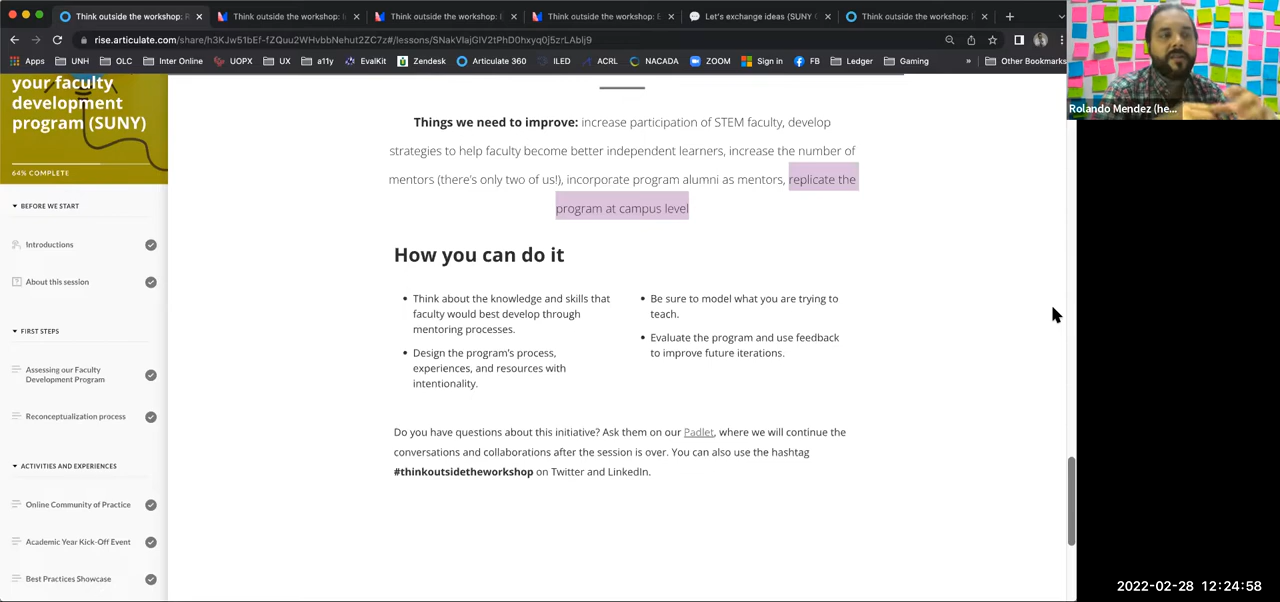 Think outside the workshop: R
Think outside the workshop: I
Think outside the workshop: 
Think outside the workshop: E
Let's exchange ideas (SUNY
Think outside the workshop:
rise.articulate.com/share/h3KJw51bEf-fZQuu2WHvbbNehut2ZC7z#/lessons/SNakVIajGIV2tPhD0hxyq0j5zrLAblj9
Apps UNH OLC Inter Online UOPX UX a11y EvalKit Zendesk Articulate 360 ILED ACRL NACADA ZOOM Sign in FB Ledger Gaming » Other Bookmarks
Rolando Mendez (he...
your faculty
development
program (SUNY)
64% COMPLETE
BEFORE WE START
Introductions
About this session
FIRST STEPS
Assessing our Faculty
Development Program
Reconceptualization process
ACTIVITIES AND EXPERIENCES
Online Community of Practice
Academic Year Kick-Off Event
Best Practices Showcase
Things we need to improve: increase participation of STEM faculty, develop
strategies to help faculty become better independent learners, increase the number of
mentors (there's only two of us!), incorporate program alumni as mentors, replicate the
program at campus level
How you can do it
Think about the knowledge and skills that
faculty would best develop through
mentoring processes.
Design the program's process,
experiences, and resources with
intentionality.
Be sure to model what you are trying to
teach.
Evaluate the program and use feedback
to improve future iterations.
Do you have questions about this initiative? Ask them on our Padlet, where we will continue the
conversations and collaborations after the session is over. You can also use the hashtag
#thinkoutsidetheworkshop on Twitter and LinkedIn.
2022-02-28 12:24:58